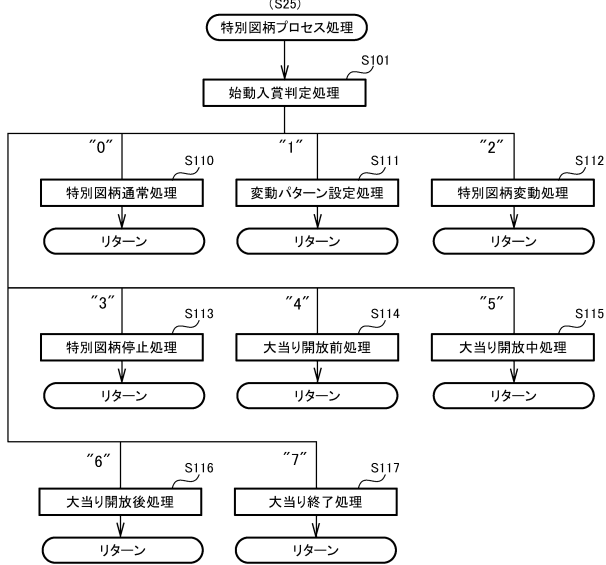 (S25)
特別図柄プロセス処理
S101
始動入賞判定処理
"0"
"1"
"2"
S110
S111
S112
特別図柄通常処理
変動パターン設定処理
特別図柄変動処理
リターン
リターン
リターン
"3"
"4"
"5"
S113
S114
S115
特別図柄停止処理
大当り開放前処理
大当り開放中処理
リターン
リターン
リターン
"6"
"7"
S116
S117
大当り開放後処理
大当り終了処理
リターン
リターン